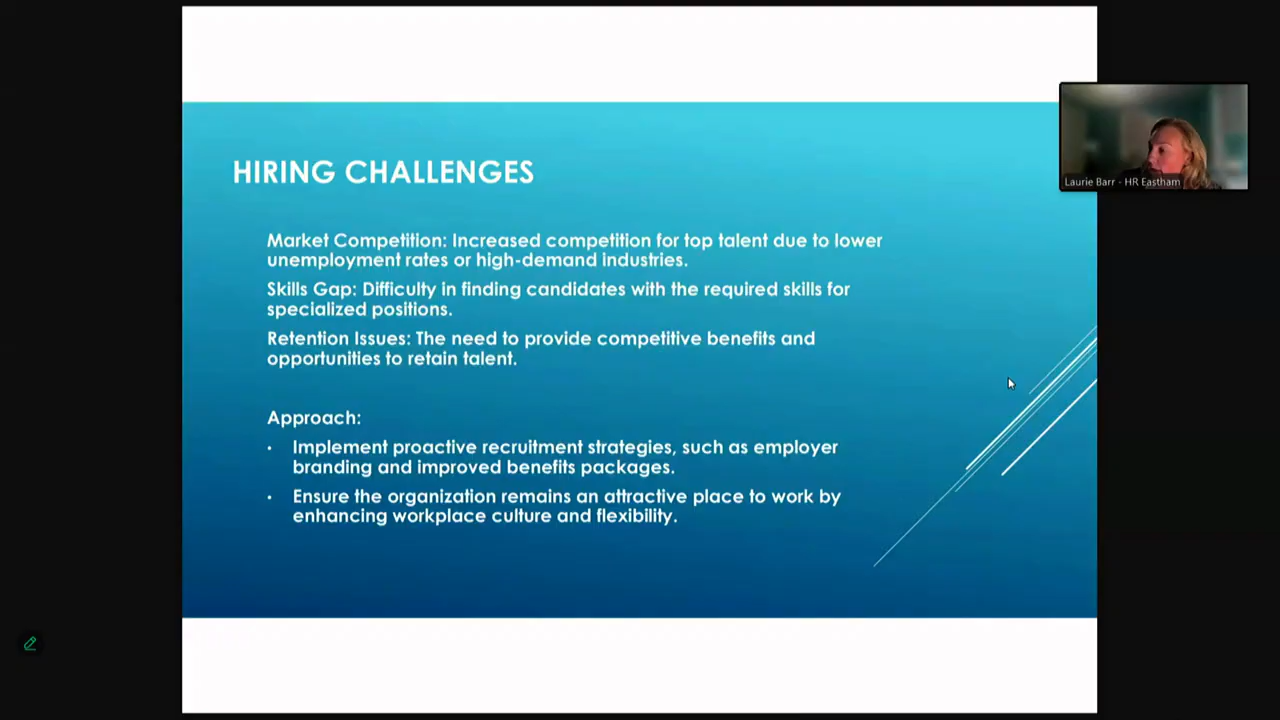 HIRING CHALLENGES
Market Competition: Increased competition for top talent due to lower
unemployment rates or high-demand industries.
Skills Gap: Difficulty in finding candidates with the required skills for
specialized positions.
Retention Issues: The need to provide competitive benefits and
opportunities to retain talent.
Approach:
• Implement proactive recruitment strategies, such as employer
branding and improved benefits packages.
• Ensure the organization remains an attractive place to work by
enhancing workplace culture and flexibility.
Laurie Barr - HR Eastham